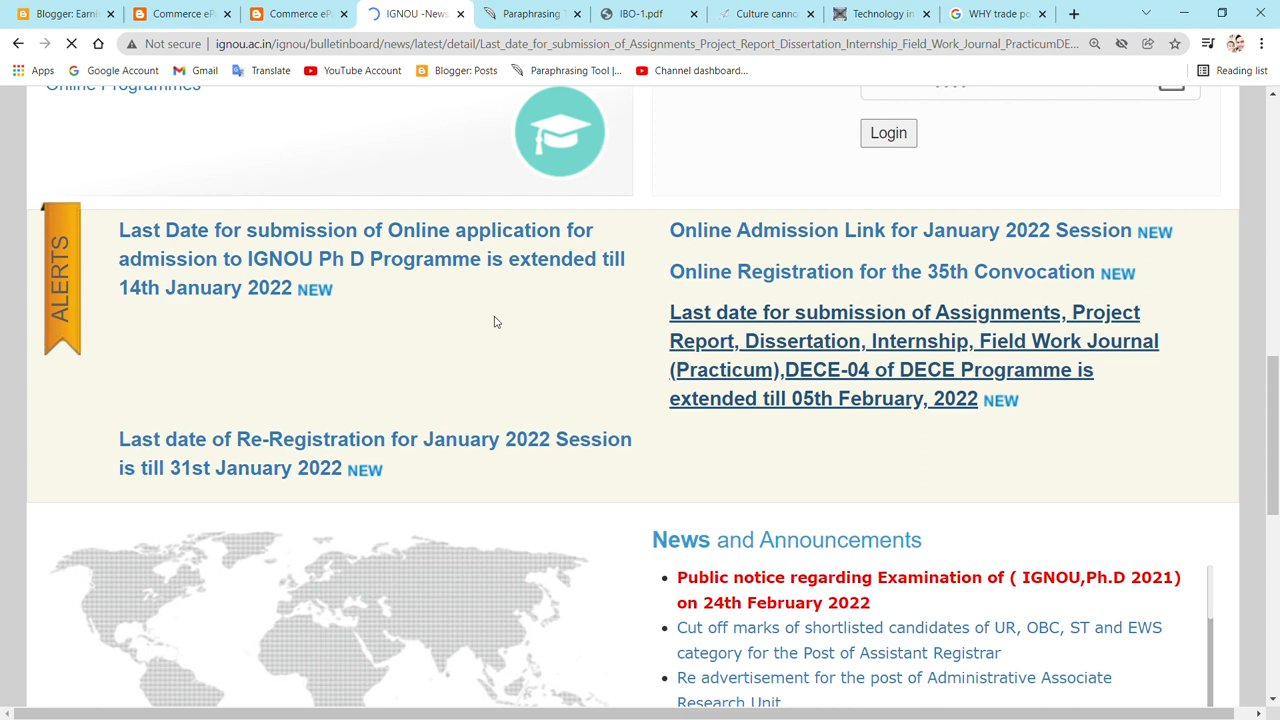 Blogger: Earni
Commerce eP
Commerce eP
IGNOU -News
Paraphrasing T
IBO-1.pdf
Culture canno
Technology in
WHY trade po
Not secure
ignou.ac.in/ignou/bulletinboard/news/latest/detail/Last_date_for_submission_of_Assignments_Project_Report_Dissertation_Internship_Field_Work_Journal_PracticumDE...
Apps
Google Account
Gmail
Translate
YouTube Account
Blogger: Posts
Paraphrasing Tool |...
Channel dashboard...
Reading list
Online Programmes
Login
ALERTS
Last Date for submission of Online application for
admission to IGNOU Ph D Programme is extended till
14th January 2022 NEW
Last date of Re-Registration for January 2022 Session
is till 31st January 2022 NEW
Online Admission Link for January 2022 Session NEW
Online Registration for the 35th Convocation NEW
Last date for submission of Assignments, Project
Report, Dissertation, Internship, Field Work Journal
(Practicum),DECE-04 of DECE Programme is
extended till 05th February, 2022 NEW
News and Announcements
Public notice regarding Examination of ( IGNOU,Ph.D 2021)
on 24th February 2022
Cut off marks of shortlisted candidates of UR, OBC, ST and EWS
category for the Post of Assistant Registrar
Re advertisement for the post of Administrative Associate
Research Unit